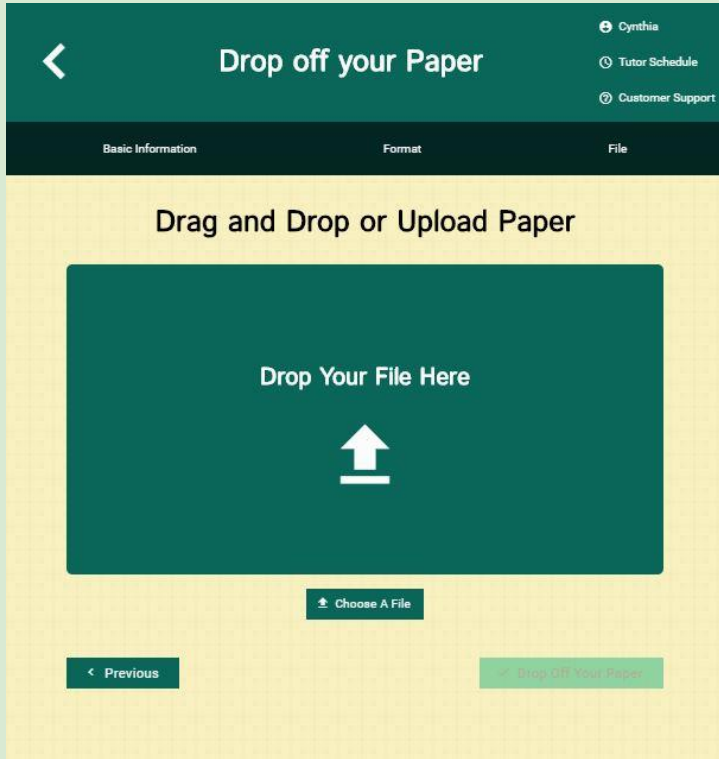 Drop off your Paper
Cynthia
Tutor Schedule
Customer Support
Basic Information
Format
File
Drag and Drop or Upload Paper
Drop Your File Here
Choose A File
Previous
Drop Off Your Paper